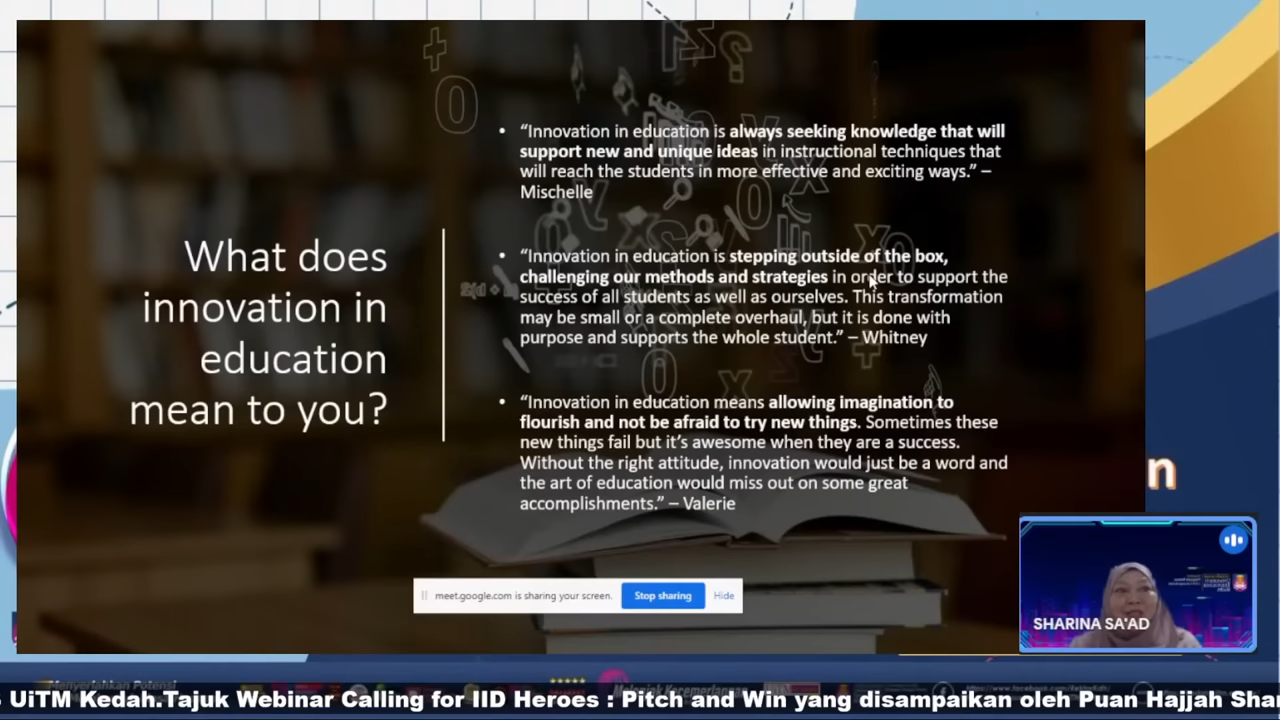 What does
innovation in
education
mean to you?
• “Innovation in education is always seeking knowledge that will
support new and unique ideas in instructional techniques that
will reach the students in more effective and exciting ways.” –
Mischelle
• “Innovation in education is stepping outside of the box,
challenging our methods and strategies in order to support the
success of all students as well as ourselves. This transformation
may be small or a complete overhaul, but it is done with
purpose and supports the whole student.” – Whitney
• “Innovation in education means allowing imagination to
flourish and not be afraid to try new things. Sometimes these
new things fail but it’s awesome when they are a success.
Without the right attitude, innovation would just be a word and
the art of education would miss out on some great
accomplishments.” – Valerie
n
meet.google.com is sharing your screen.
Stop sharing
Hide
SHARINA SA'AD
Menyerlahkan Potensi
UiTM Kedah.Tajuk Webinar Calling for IID Heroes : Pitch and Win yang disampaikan oleh Puan Hajjah Sha